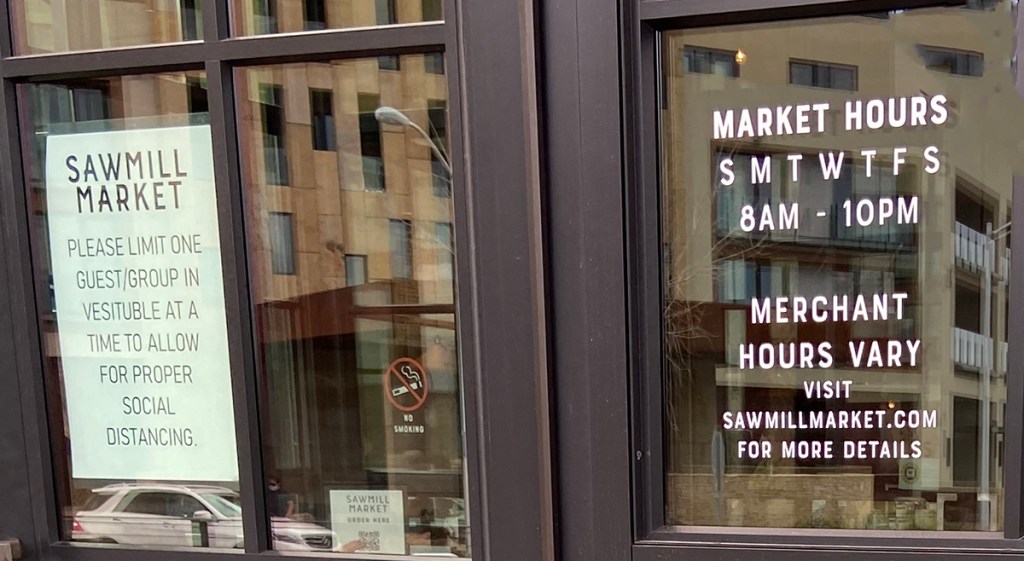 SAWMILL
MARKET
PLEASE LIMIT ONE
GUEST/GROUP IN
VESITUBLE AT A
TIME TO ALLOW
FOR PROPER
SOCIAL
DISTANCING.
NO
SMOKING
SAWMILL
MARKET
ORDER HERE
MARKET HOURS
S M T W T F S
8AM - 10PM
MERCHANT
HOURS VARY
VISIT
SAWMILLMARKET.COM
FOR MORE DETAILS